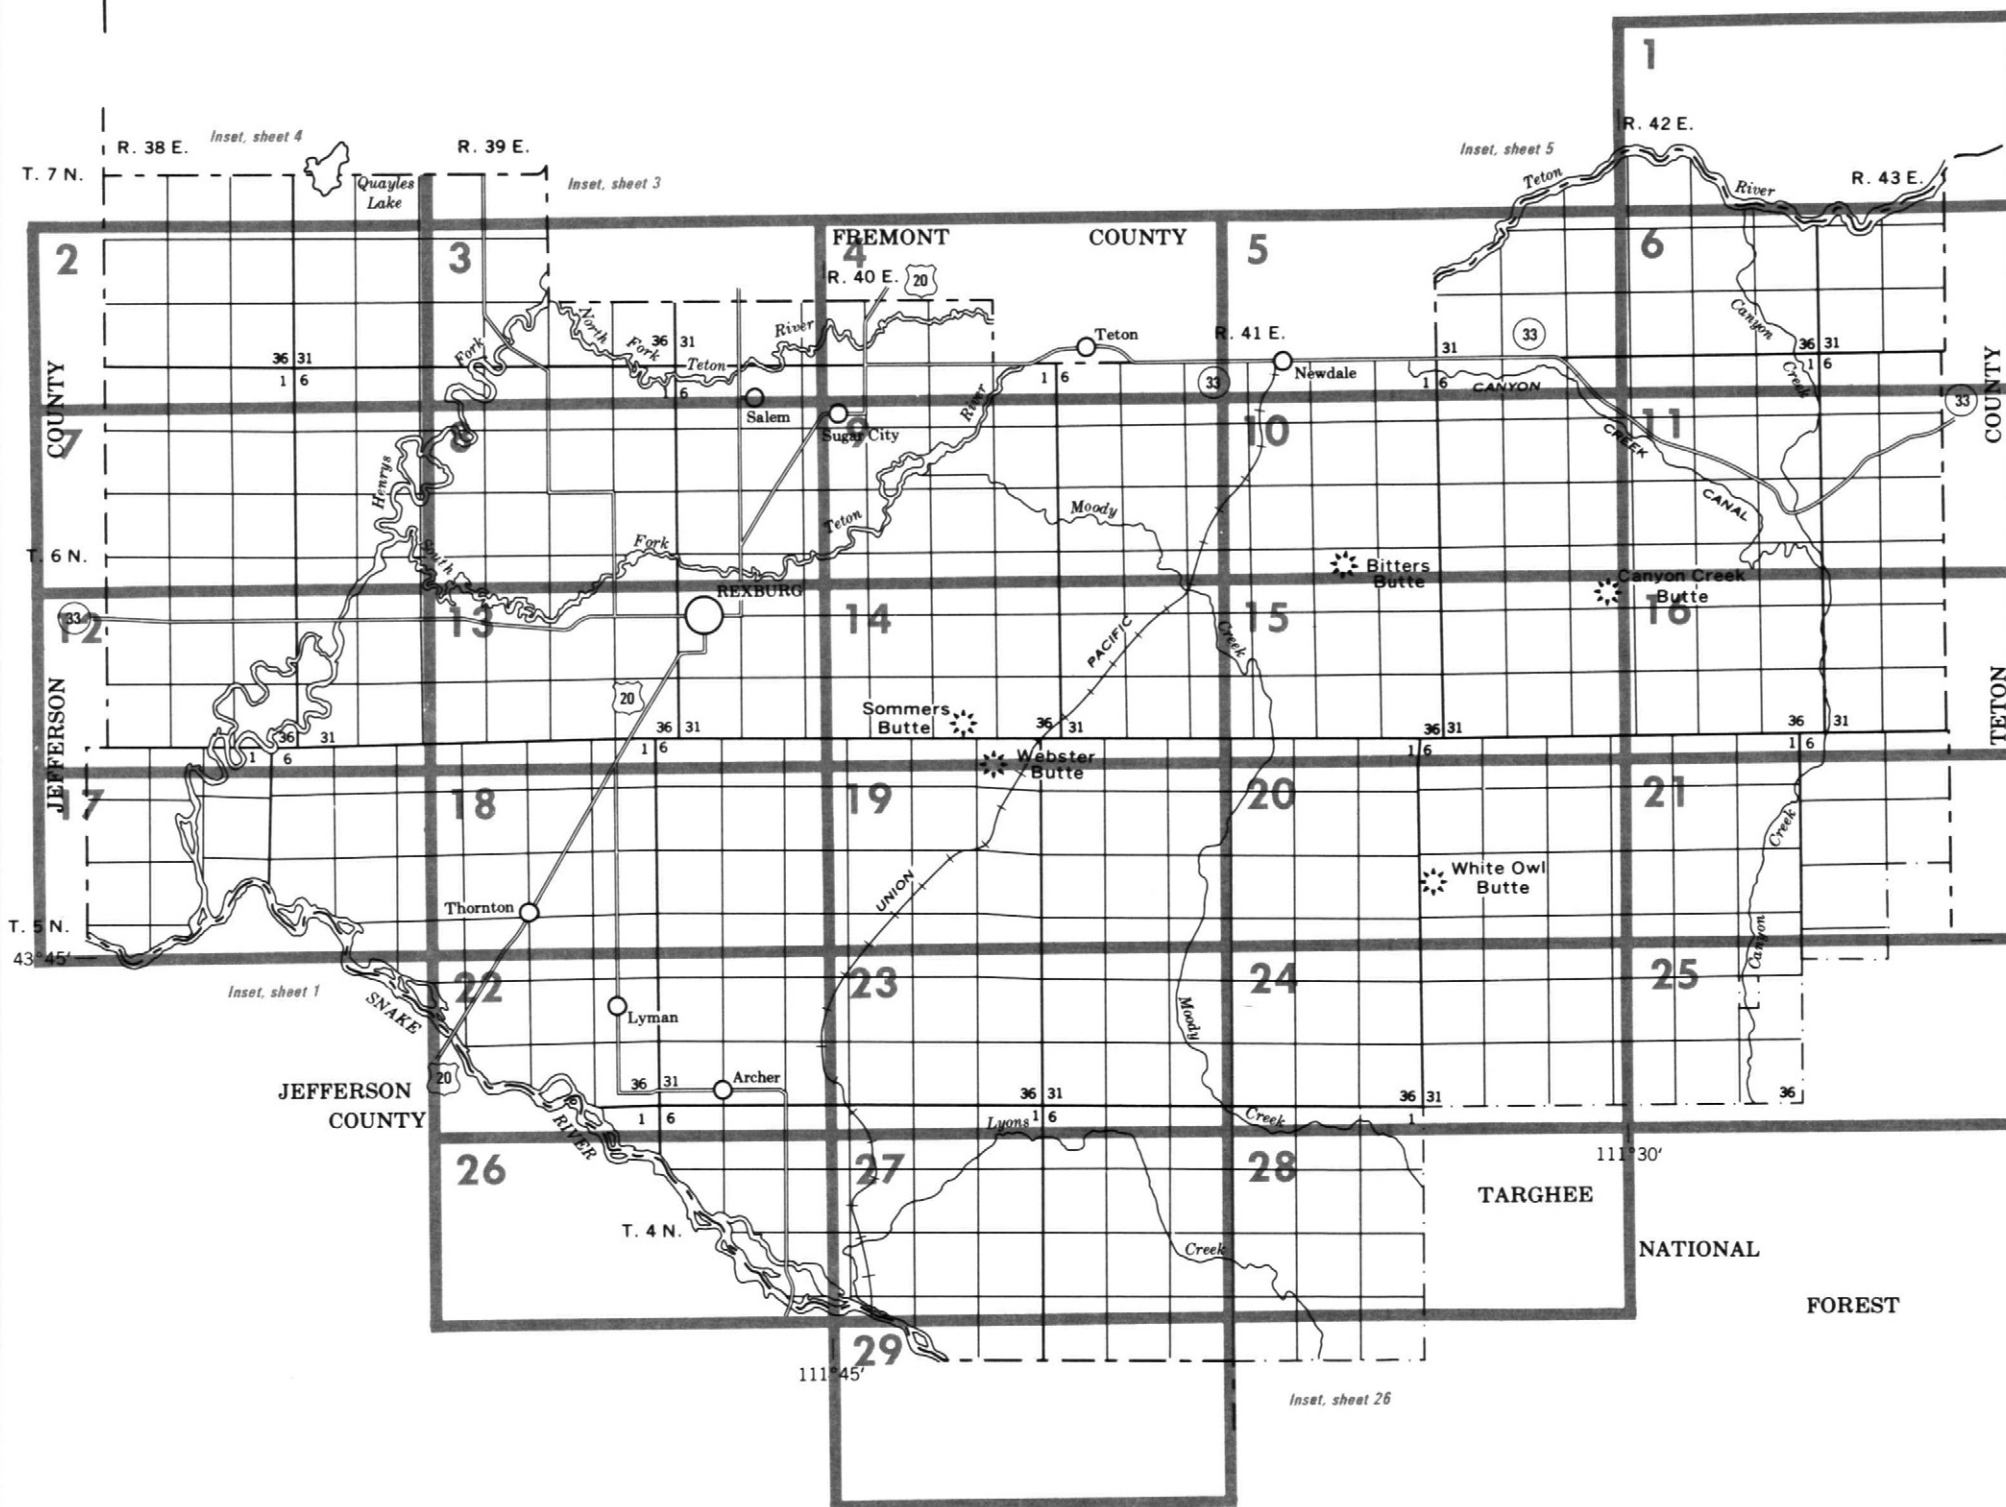 1
R. 42 E.
Inset, sheet 4
R. 38 E.
R. 39 E.
Inset, sheet 5
T. 7 N.
Quayles
Lake
Inset, sheet 3
Teton
River
R. 43 E.
2
3
FREMONT COUNTY
4
5
6
R. 40 E.
20
North
Fork
36 31
Teton
River
Fork
36 31
1 6
1 6
Teton
1 6
R. 41 E.
33
31
33
Newdale
1 6
CANYON
Canyon
36 31
1 6
Creek
COUNTY
COUNTY
33
Salem
Sugar City
River
7
8
9
10
11
CREEK
CANAL
Henrys
Moody
Teton
T. 6 N.
South
Fork
Bitters
Butte
Canyon Creek
Butte
REXBURG
33
12
13
14
15
16
PACIFIC
Creek
JEFFERSON
TETON
20
Sommers
Butte
36 31
36 31
36 31
36 31
36 31
1 6
1 6
1 6
1 6
Webster
Butte
17
18
19
20
21
Creek
UNION
White Owl
Butte
Thornton
T. 5 N.
43°45'
Canyon
22
23
24
25
Inset, sheet 1
SNAKE
Lyman
Moody
20
JEFFERSON
COUNTY
36 31
Archer
36 31
36 31
36
1 6
Lyons
1 6
Creek
1
RIVER
26
27
28
111°30'
TARGHEE
T. 4 N.
Creek
NATIONAL
FOREST
29
111°45'
Inset, sheet 26